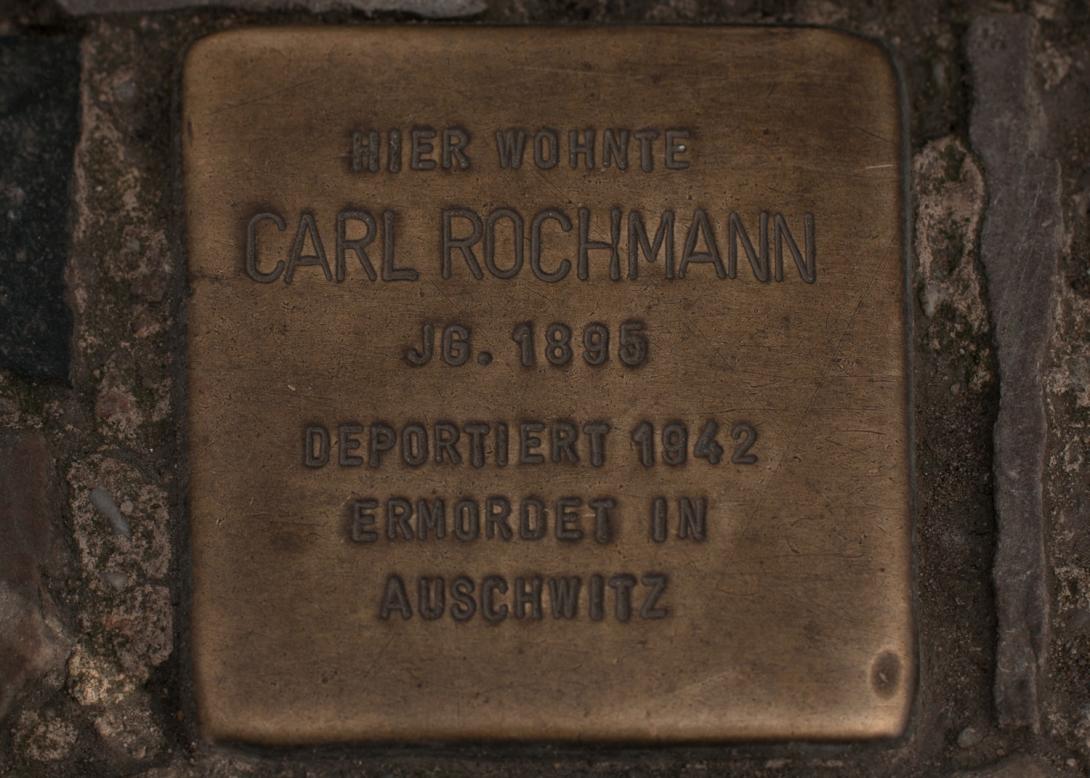 HIER WOHNTE
CARL ROCHMANN
JG. 1895
DEPORTIERT 1942
ERMORDET IN
AUSCHWITZ